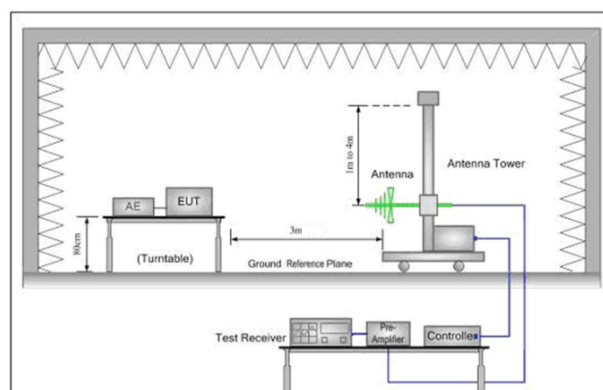 1m to 4m
Antenna
Antenna Tower
AE
EUT
3m
80cm
(Turntable)
Ground Reference Plane
Test Receiver
Pre-
Amplifier
Controller